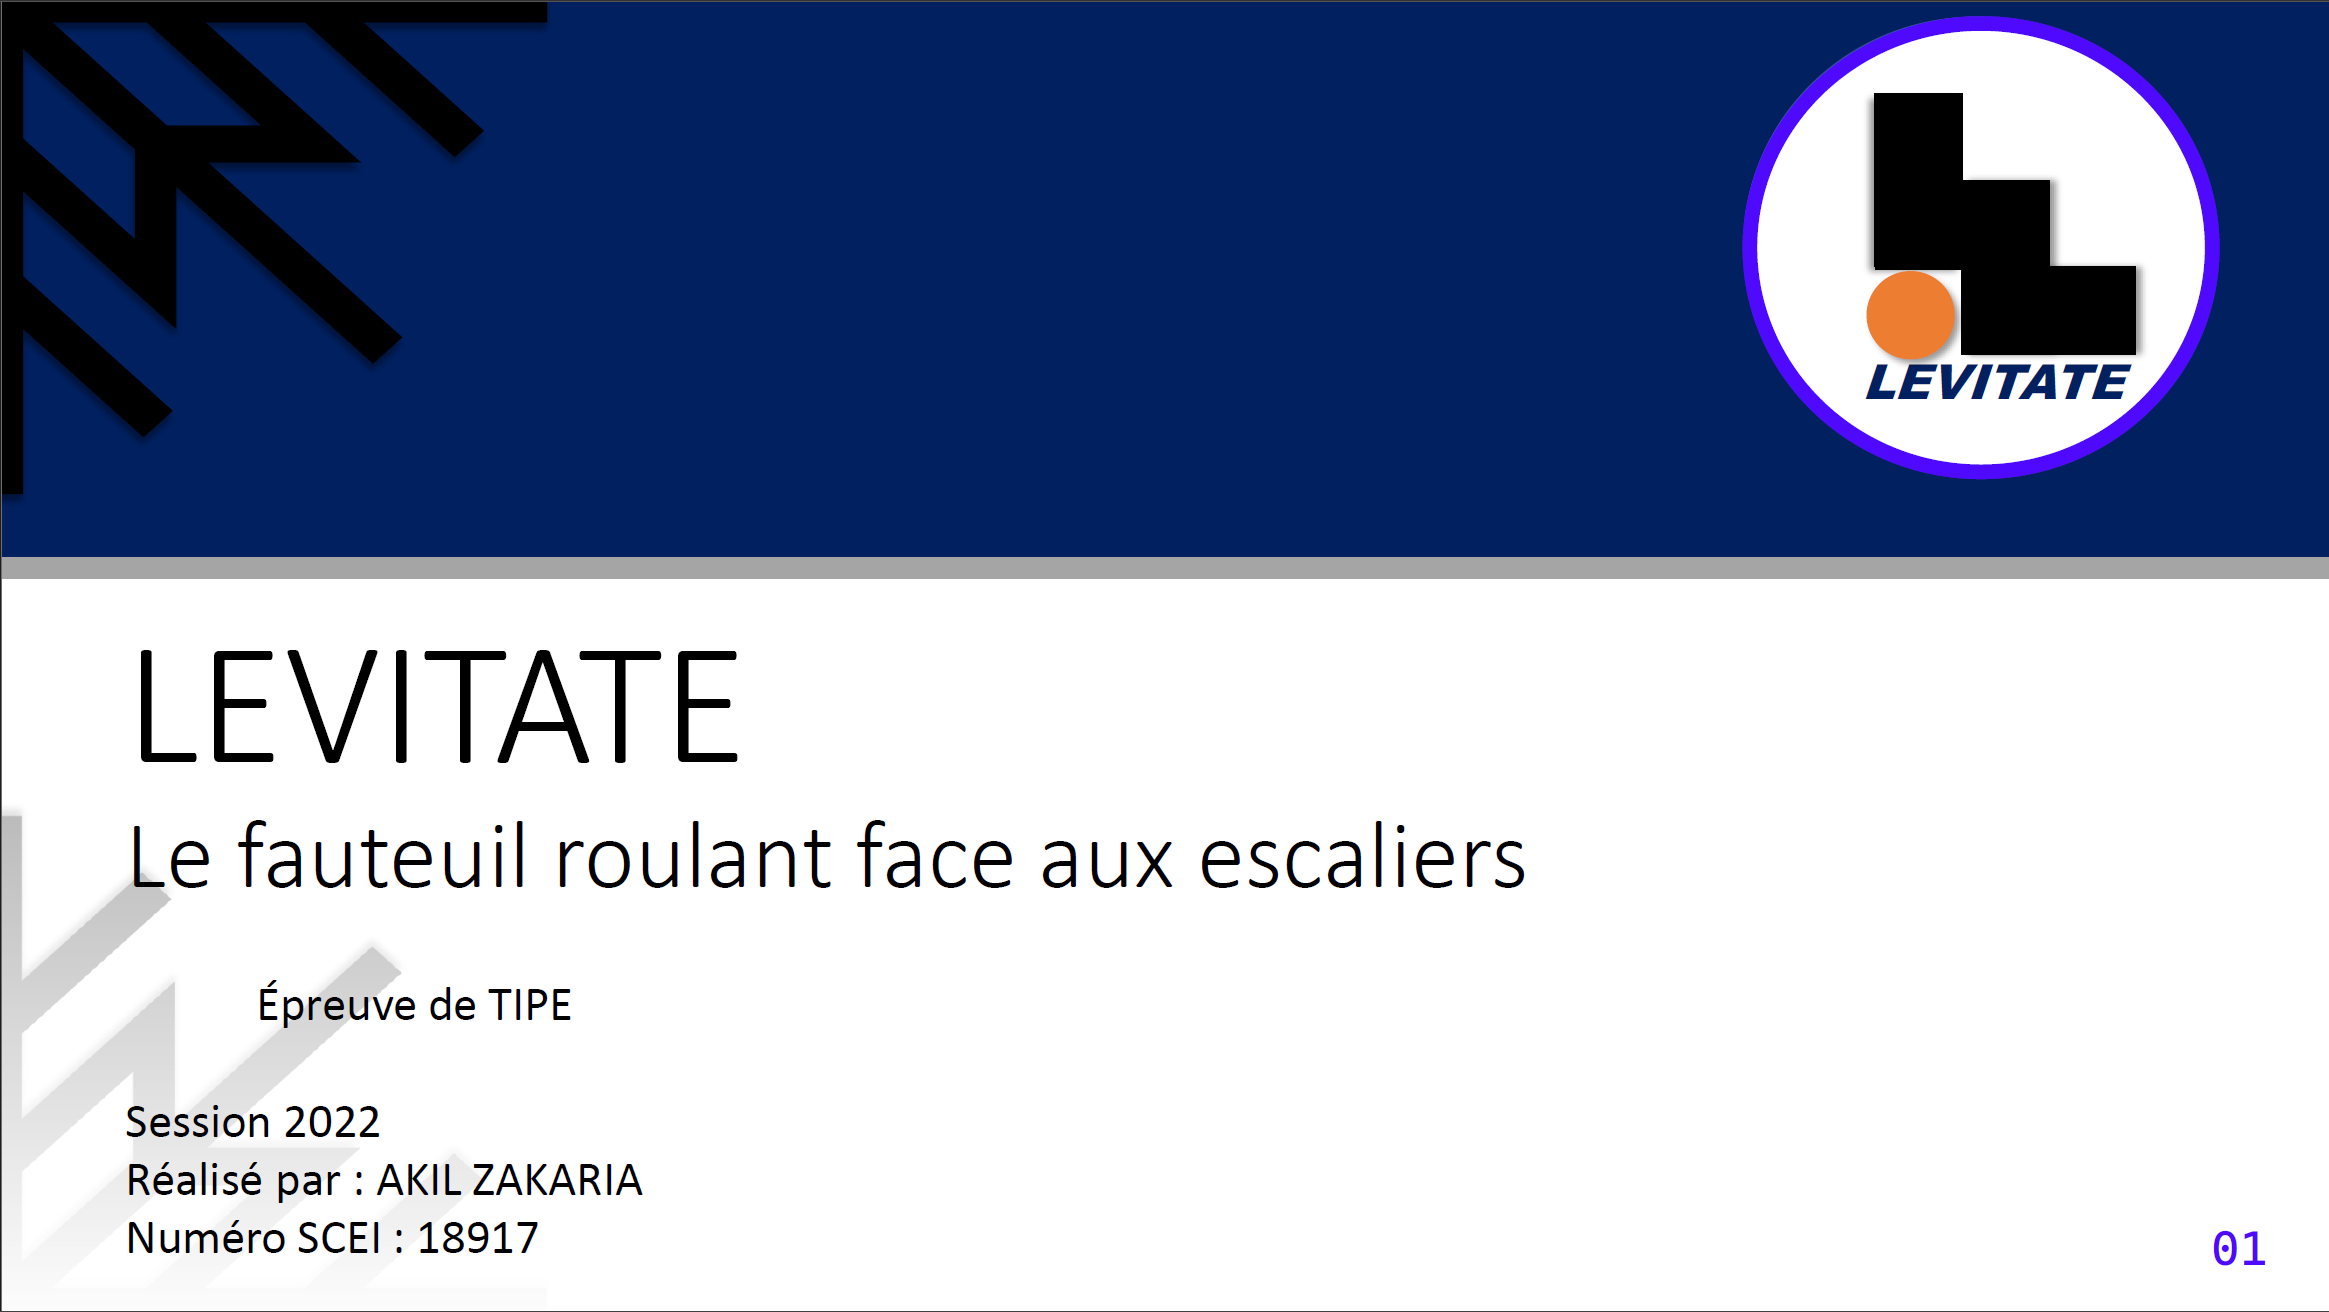 LEVITATE
LEVITATE
Le fauteuil roulant face aux escaliers
Épreuve de TIPE
Session 2022
Réalisé par : AKIL ZAKARIA
Numéro SCEI : 18917
01